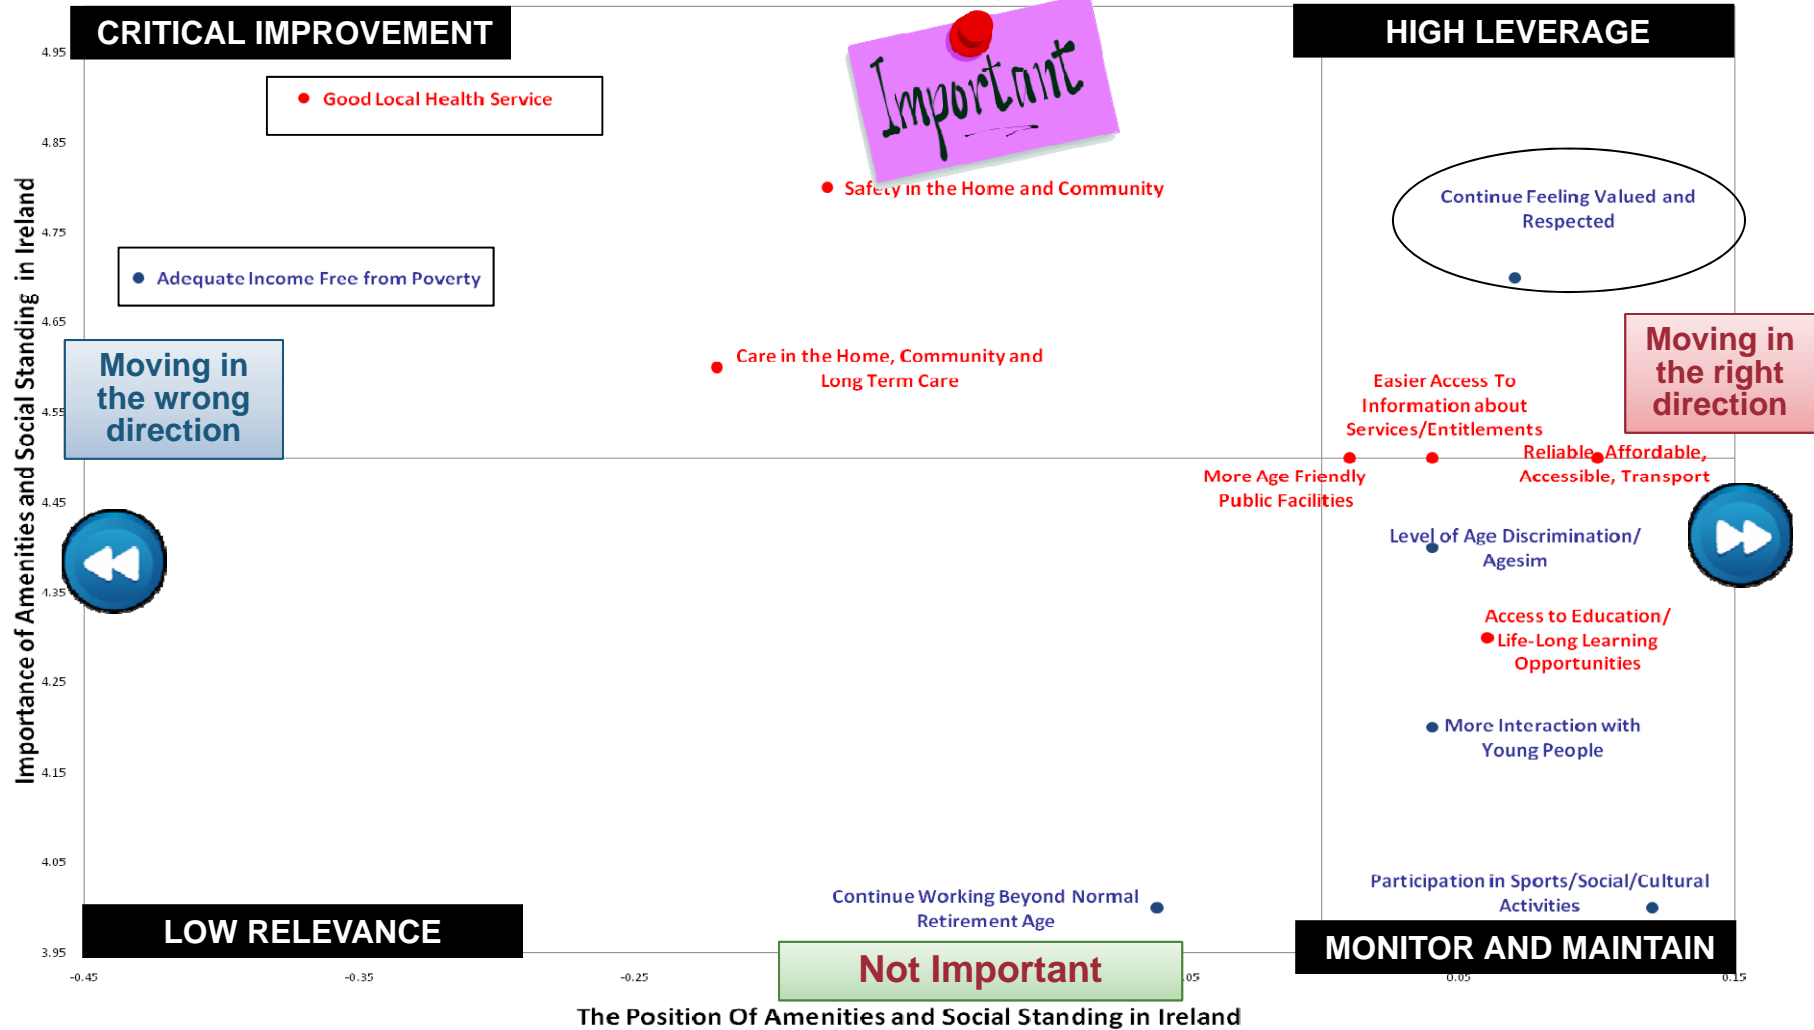 CRITICAL IMPROVEMENT
HIGH LEVERAGE
Important
4.95
Good Local Health Service
4.85
Safety in the Home and Community
Continue Feeling Valued and
Respected
4.75
Adequate Income Free from Poverty
4.65
Moving in
the wrong
direction
Care in the Home, Community and
Long Term Care
Moving in
the right
direction
Easier Access To
Information about
Services/Entitlements
4.55
Reliable, Affordable,
Accessible, Transport
More Age Friendly
Public Facilities
4.45
Level of Age Discrimination/
Agesim
4.35
Access to Education/
Life-Long Learning
Opportunities
4.25
More Interaction with
Young People
4.15
4.05
Participation in Sports/Social/Cultural
Activities
Continue Working Beyond Normal
Retirement Age
LOW RELEVANCE
MONITOR AND MAINTAIN
3.95
Not Important
-0.45
-0.35
-0.25
.05
0.05
0.15
The Position Of Amenities and Social Standing in Ireland
Importance of Amenities and Social Standing in Ireland